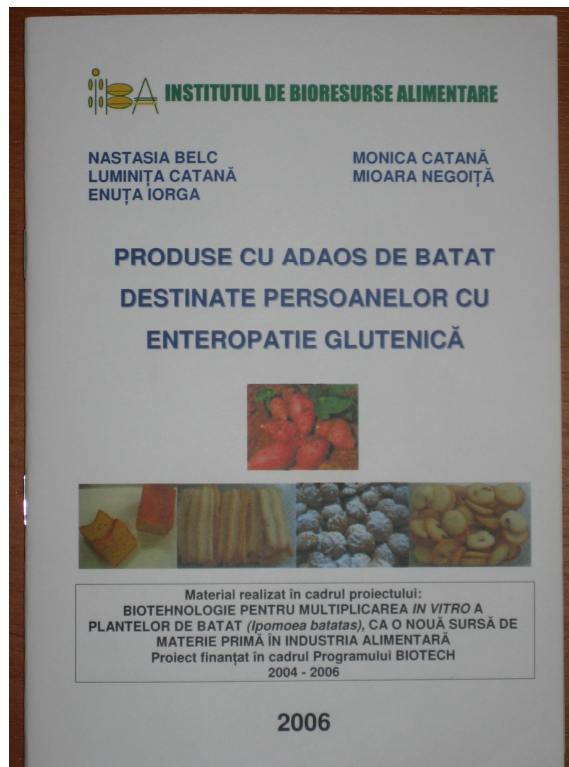 IBA INSTITUTUL DE BIORESURSE ALIMENTARE
NASTASIA BELC
LUMINIȚA CATANĂ
ENUȚA IORGA
MONICA CATANĂ
MIOARA NEGOIȚĂ
PRODUSE CU ADAOS DE BATAT
DESTINATE PERSOANELOR CU
ENTEROPATIE GLUTENICĂ
Material realizat în cadrul proiectului:
BIOTEHNOLOGIE PENTRU MULTIPLICAREA IN VITRO A
PLANTELOR DE BATAT (Ipomoea batatas), CA O NOUĂ SURSĂ DE
MATERIE PRIMĂ ÎN INDUSTRIA ALIMENTARĂ
Proiect finanțat în cadrul Programului BIOTECH
2004 - 2006
2006